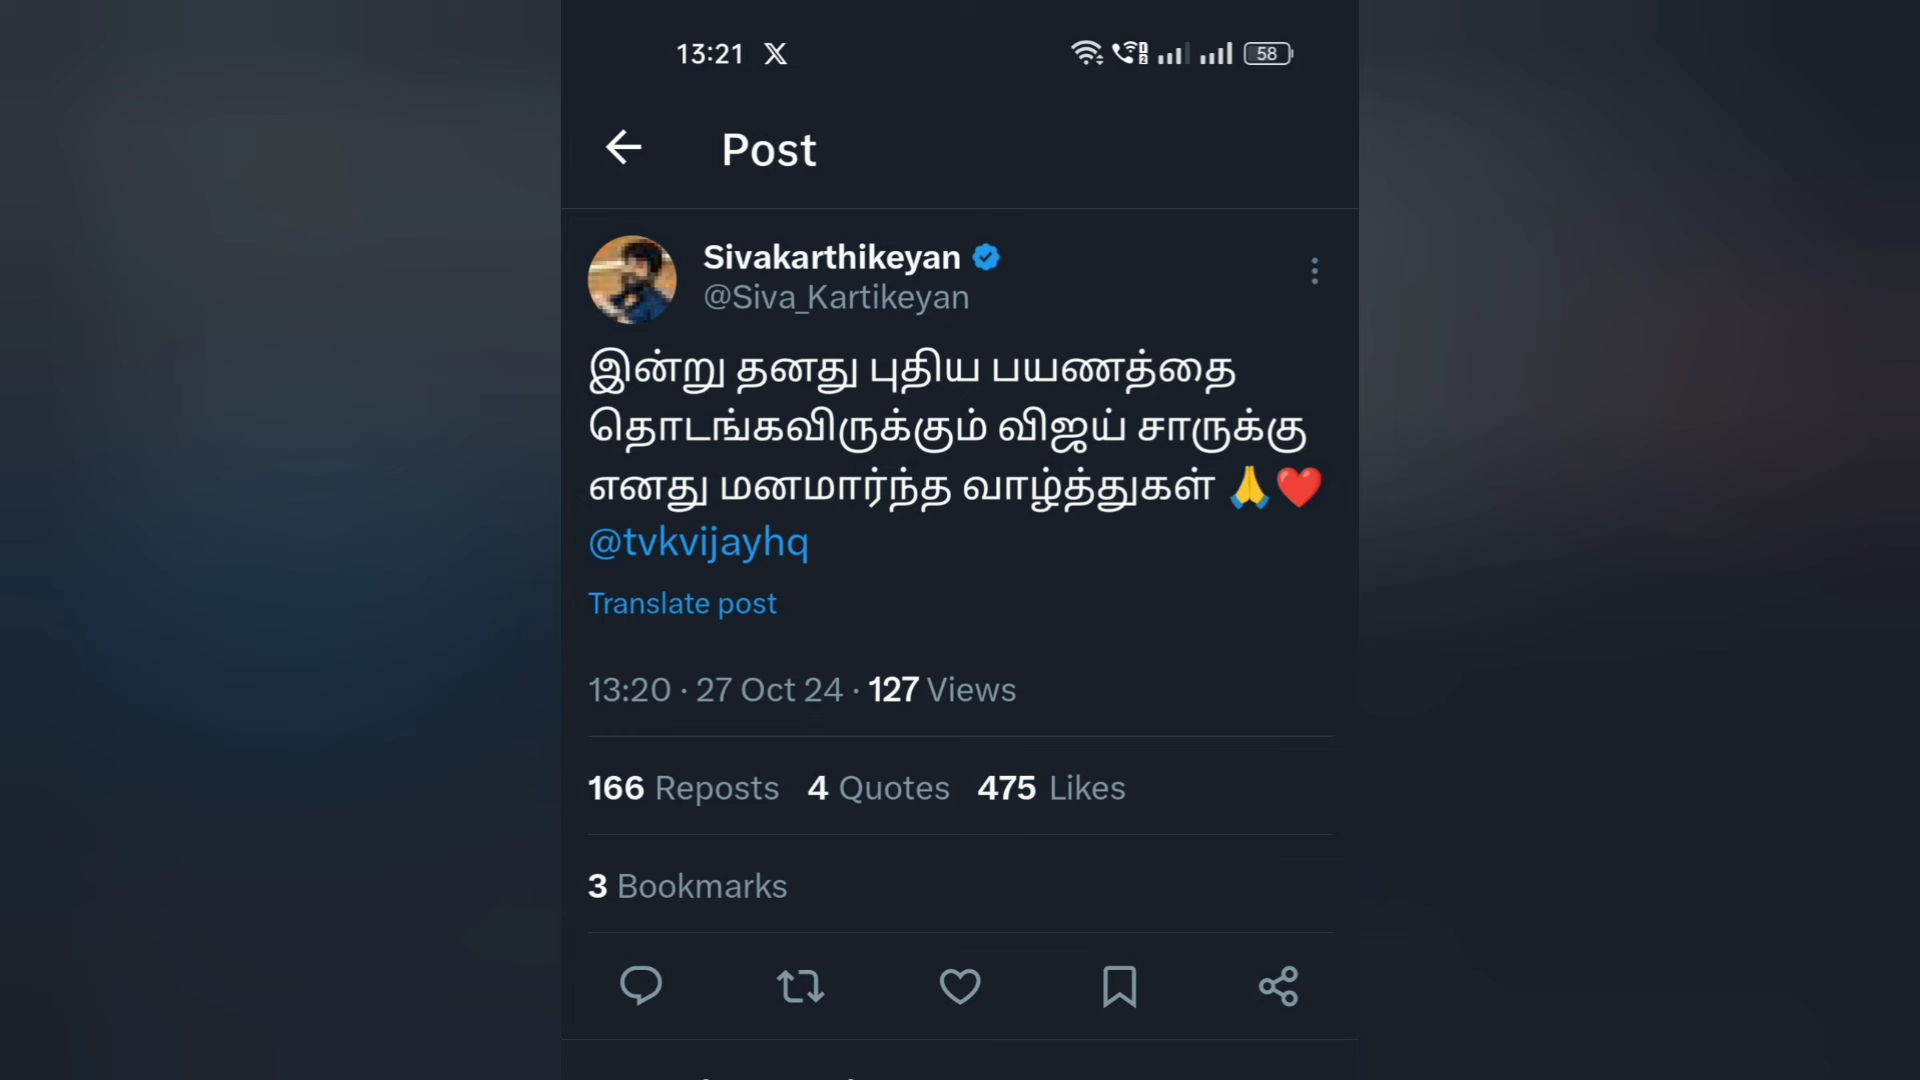 13:21 X 58
Post
Sivakarthikeyan
@Siva_Kartikeyan
இன்று தனது புதிய பயணத்தை
தொடங்கவிருக்கும் விஜய் சாருக்கு
எனது மனமார்ந்த வாழ்த்துகள் 🙏❤️
@tvkvijayhq
Translate post
13:20 · 27 Oct 24 · 127 Views
166 Reposts 4 Quotes 475 Likes
3 Bookmarks